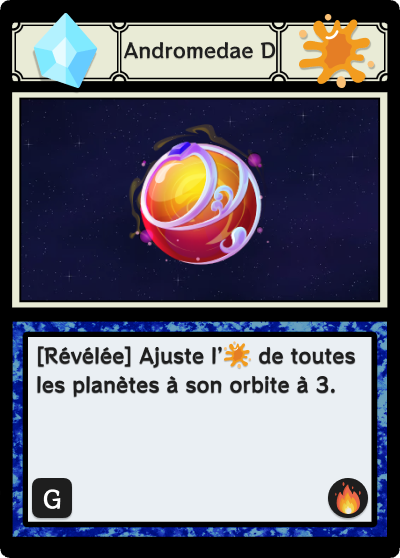 Andromedae D
[Révélée] Ajuste l' de toutes
les planètes à son orbite à 3.
G